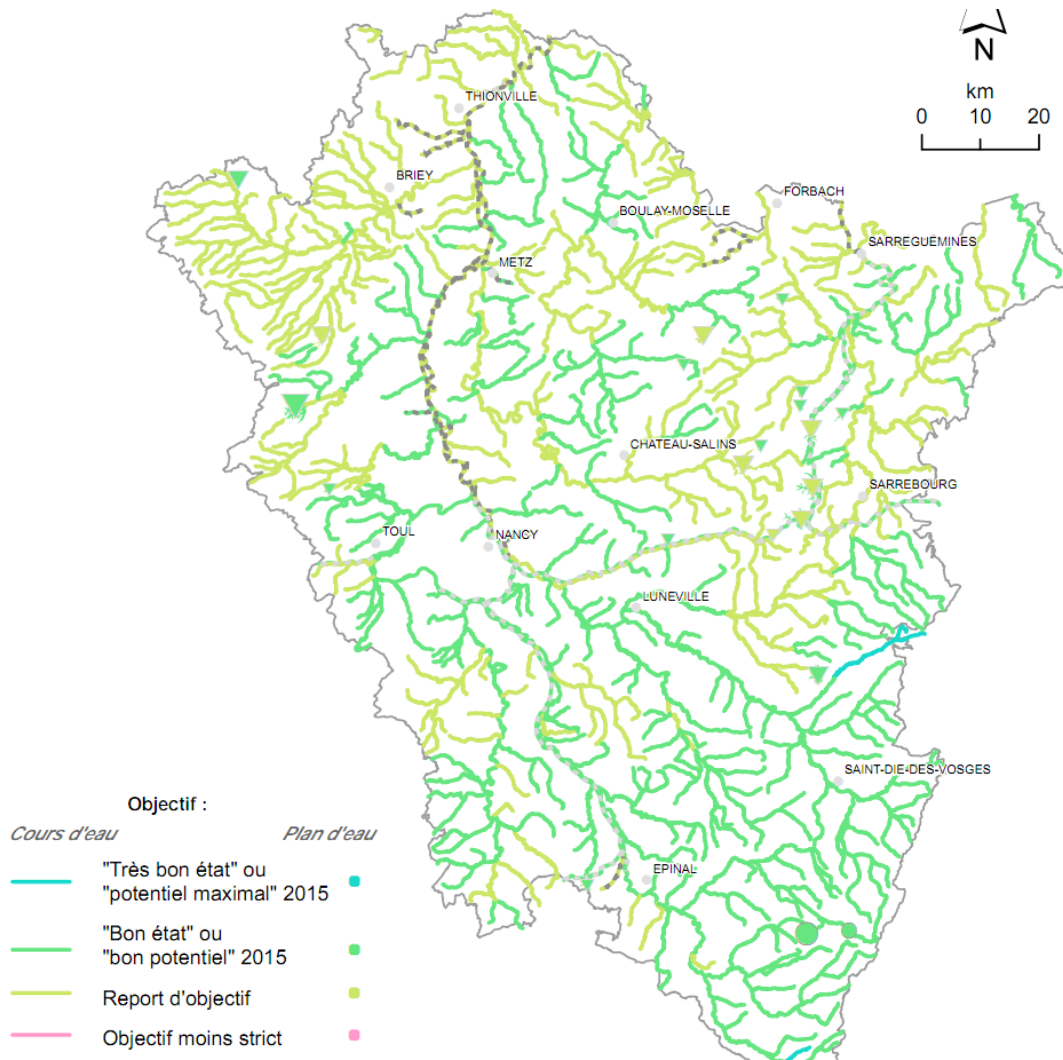 N
km
0 10 20
THIONVILLE
BRIEY
FORBACH
BOULAY-MOSELLE
SARREGUEMINES
METZ
CHATEAU-SALINS
SARREBOURG
TOUL
NANCY
LUNEVILLE
SAINT-DIE-DES-VOSGES
EPINAL
Objectif :
Cours d'eau Plan d'eau
"Très bon état" ou
"potentiel maximal" 2015
"Bon état" ou
"bon potentiel" 2015
Report d'objectif
Objectif moins strict